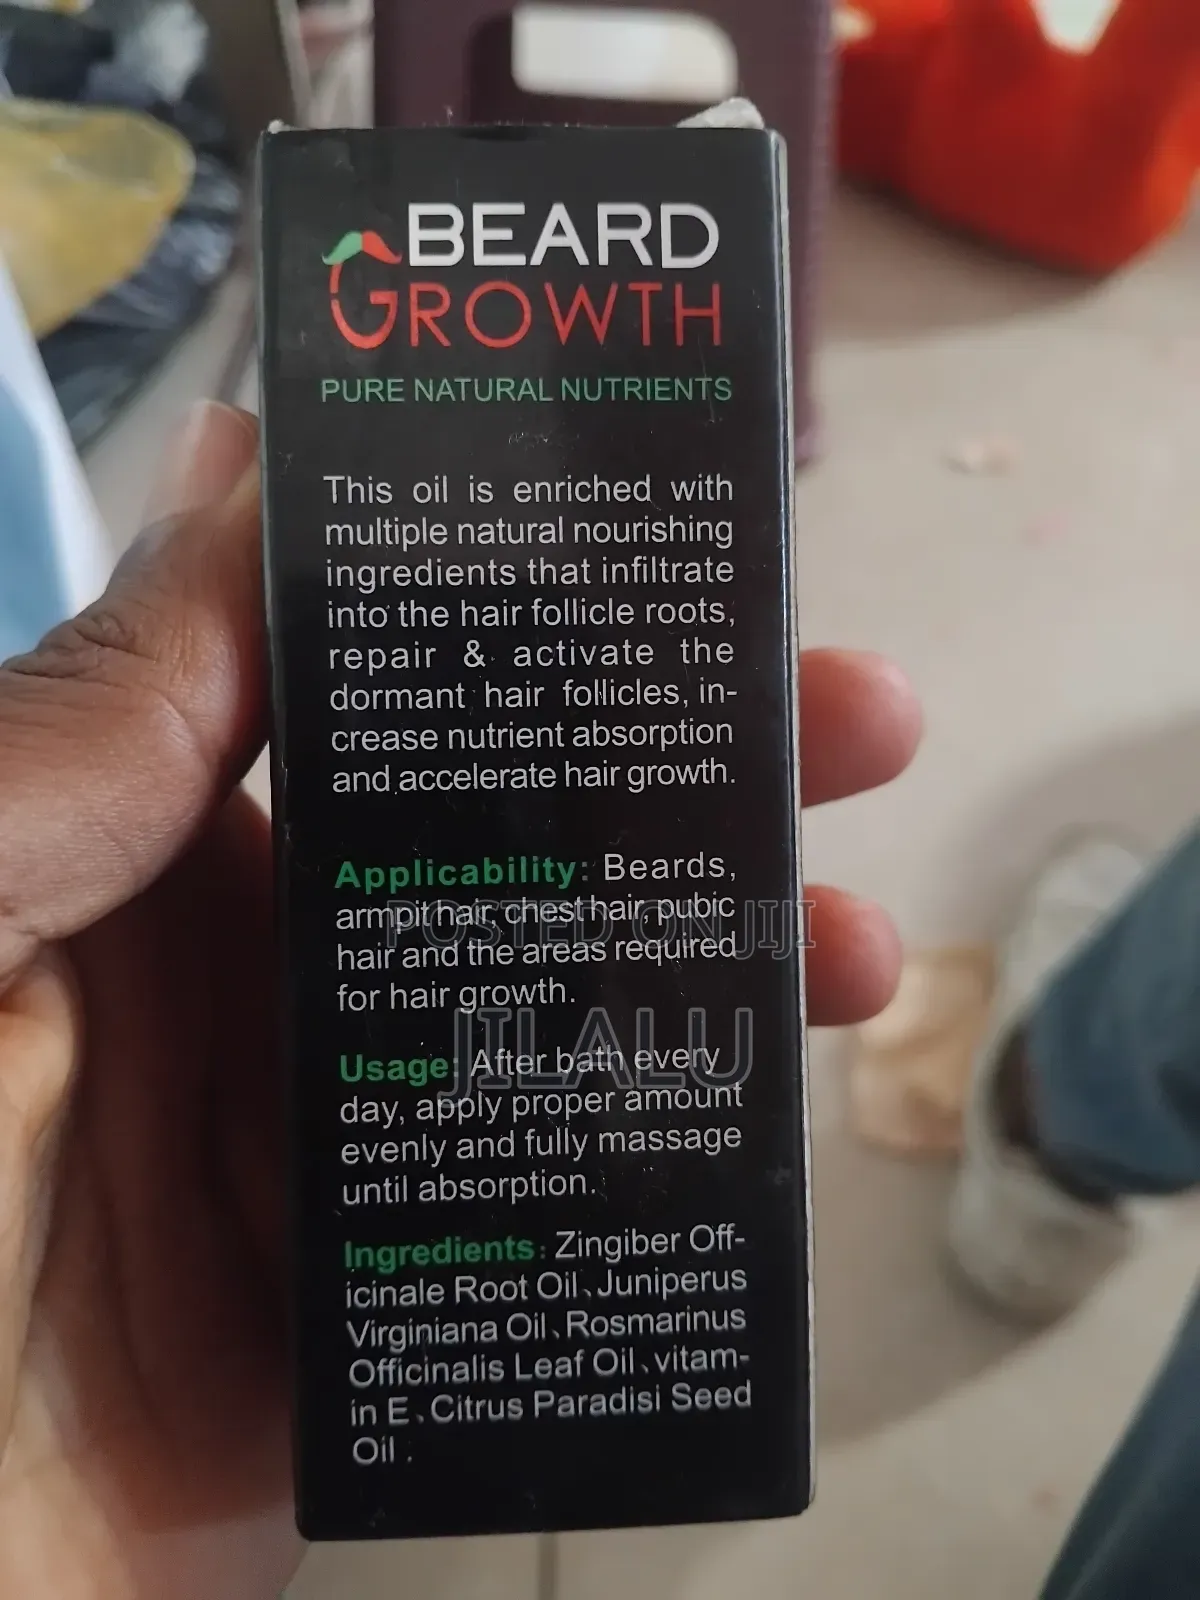 BEARD
GROWTH
PURE NATURAL NUTRIENTS
This oil is enriched with
multiple natural nourishing
ingredients that infiltrate
into the hair follicle roots,
repair & activate the
dormant hair follicles, in-
crease nutrient absorption
and accelerate hair growth.
Applicability: Beards,
armpit hair, chest hair, pubic
hair and the areas required
for hair growth.
POSTED ON JIJI
JILALU
Usage: After bath every
day, apply proper amount
evenly and fully massage
until absorption.
Ingredients: Zingiber Off-
icinale Root Oil、Juniperus
Virginiana Oil、Rosmarinus
Officinalis Leaf Oil、vitam-
in E、Citrus Paradisi Seed
Oil .